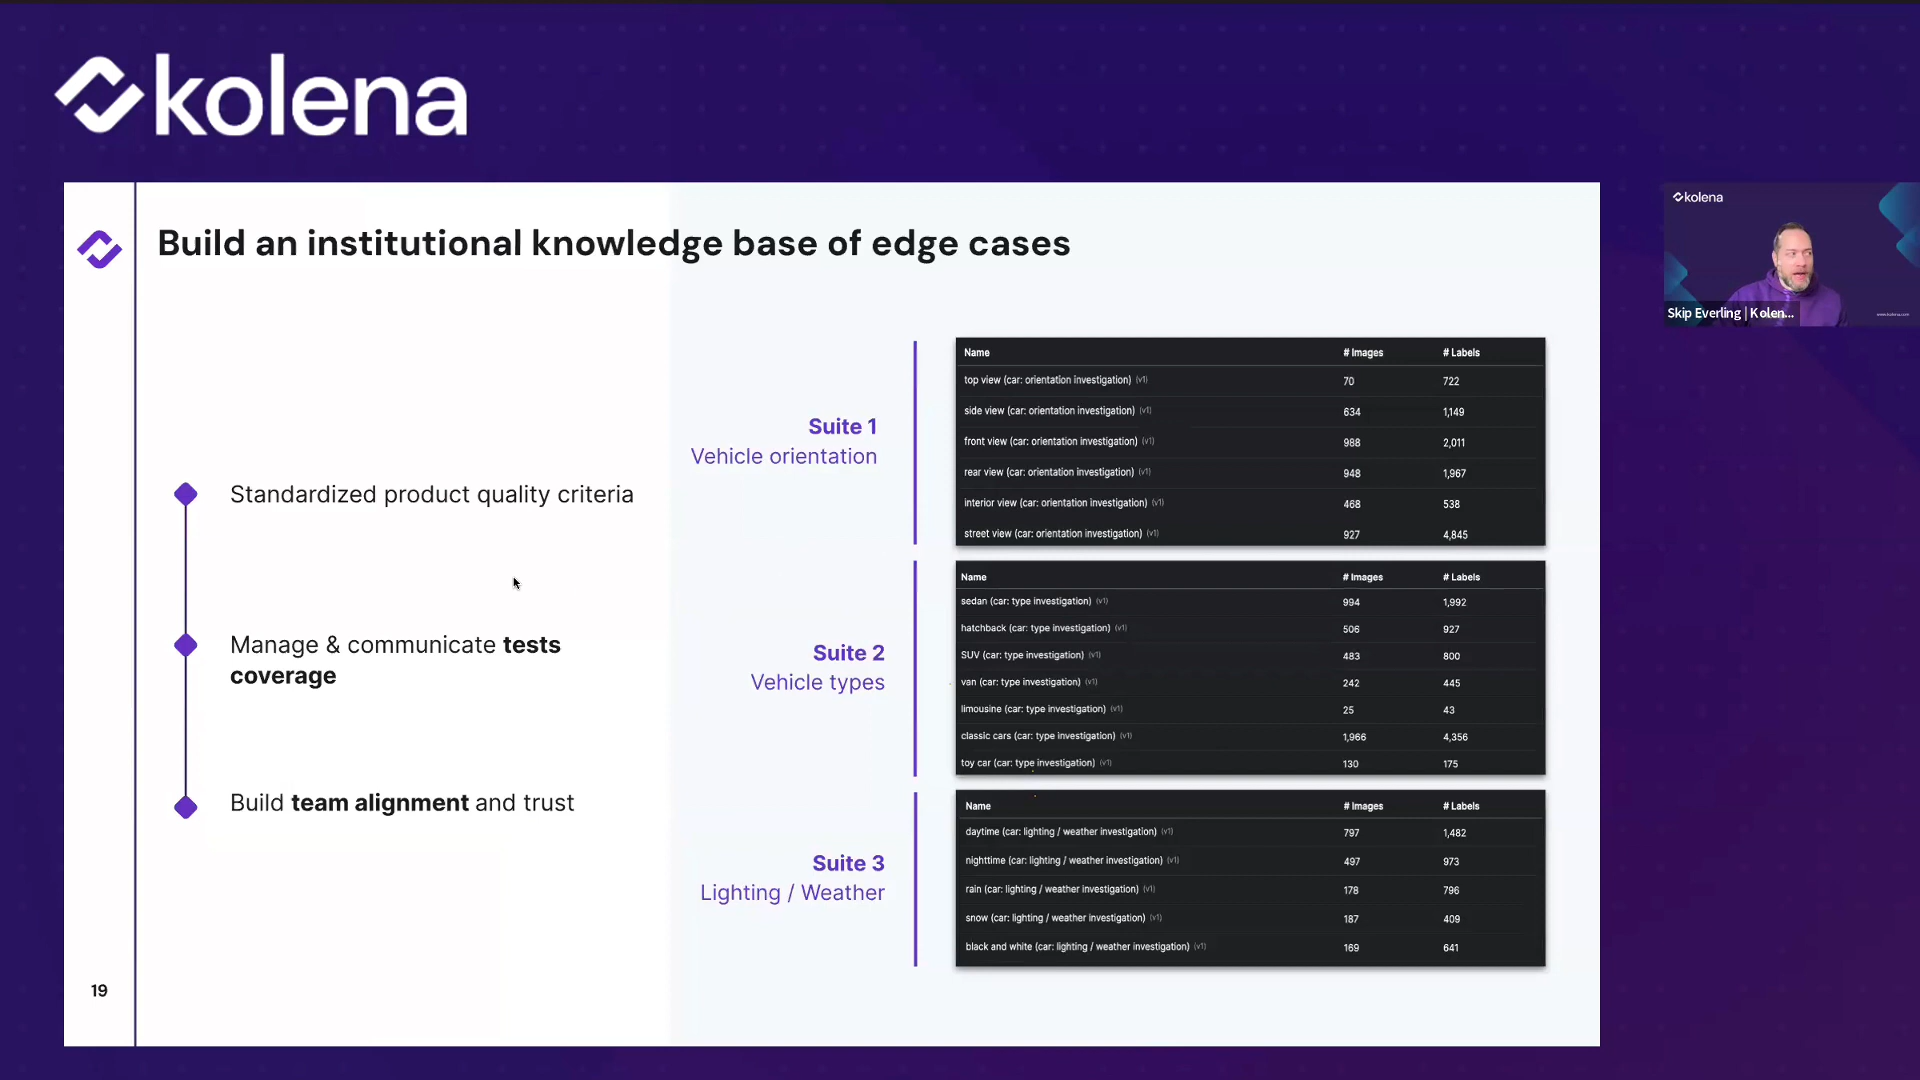 kolena
Build an institutional knowledge base of edge cases
Standardized product quality criteria
Manage & communicate tests
coverage
Build team alignment and trust
19
Suite 1
Vehicle orientation
Name # Images # Labels
top view (car: orientation investigation) (v1) 70 722
side view (car: orientation investigation) (v1) 634 1,149
front view (car: orientation investigation) (v1) 988 2,011
rear view (car: orientation investigation) (v1) 948 1,967
interior view (car: orientation investigation) (v1) 468 538
street view (car: orientation investigation) (v1) 927 4,845
Suite 2
Vehicle types
Name # Images # Labels
sedan (car: type investigation) (v1) 994 1,992
hatchback (car: type investigation) (v1) 506 927
SUV (car: type investigation) (v1) 483 800
van (car: type investigation) (v1) 242 445
limousine (car: type investigation) (v1) 25 43
classic cars (car: type investigation) (v1) 1,966 4,356
toy car (car: type investigation) (v1) 130 175
Suite 3
Lighting / Weather
Name # Images # Labels
daytime (car: lighting / weather investigation) (v1) 797 1,482
nighttime (car: lighting / weather investigation) (v1) 497 973
rain (car: lighting / weather investigation) (v1) 178 796
snow (car: lighting / weather investigation) (v1) 187 409
black and white (car: lighting / weather investigation) (v1) 169 641
kolena
Skip Everling | Kolen...